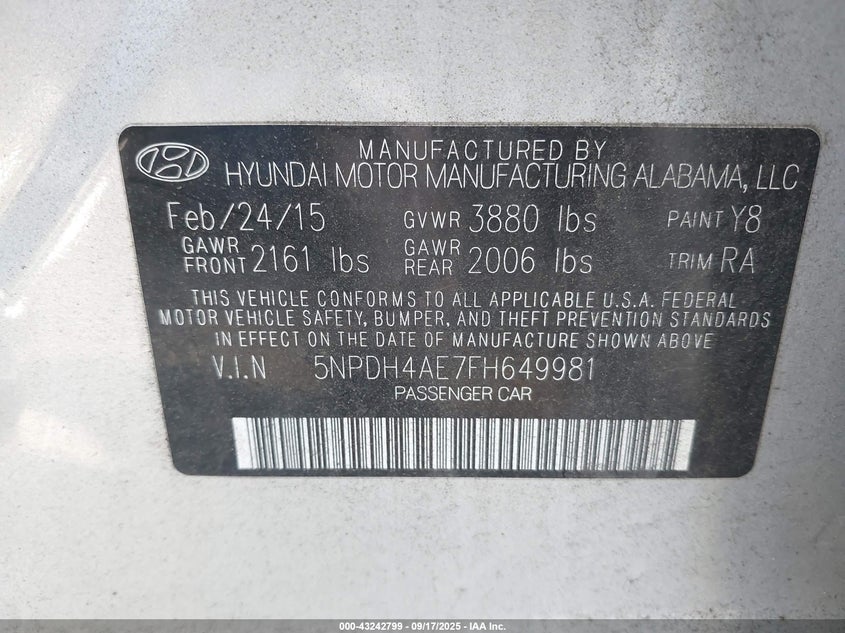 MANUFACTURED BY
HYUNDAI MOTOR MANUFACTURING ALABAMA, LLC
Feb/24/15 GVWR 3880 lbs PAINT Y8
GAWR FRONT 2161 lbs GAWR REAR 2006 lbs TRIM RA
THIS VEHICLE CONFORMS TO ALL APPLICABLE U.S.A. FEDERAL
MOTOR VEHICLE SAFETY, BUMPER, AND THEFT PREVENTION STANDARDS
IN EFFECT ON THE DATE OF MANUFACTURE SHOWN ABOVE
V.I.N 5NPDH4AE7FH649981
PASSENGER CAR
000-43242799 - 09/17/2025 - IAA Inc.